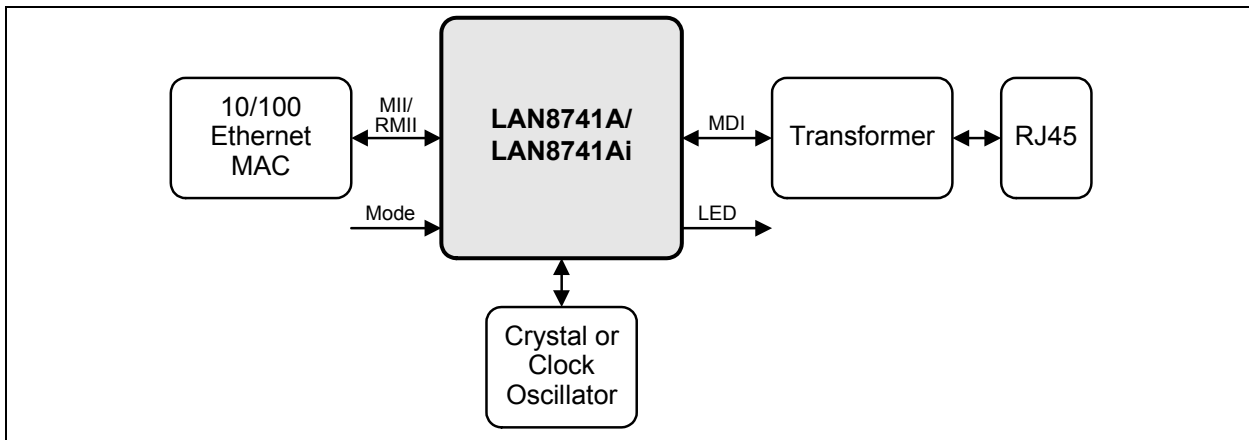 10/100
Ethernet
MAC
MII/
RMII
LAN8741A/
LAN8741Ai
MDI
Transformer
RJ45
Mode
LED
Crystal or
Clock
Oscillator